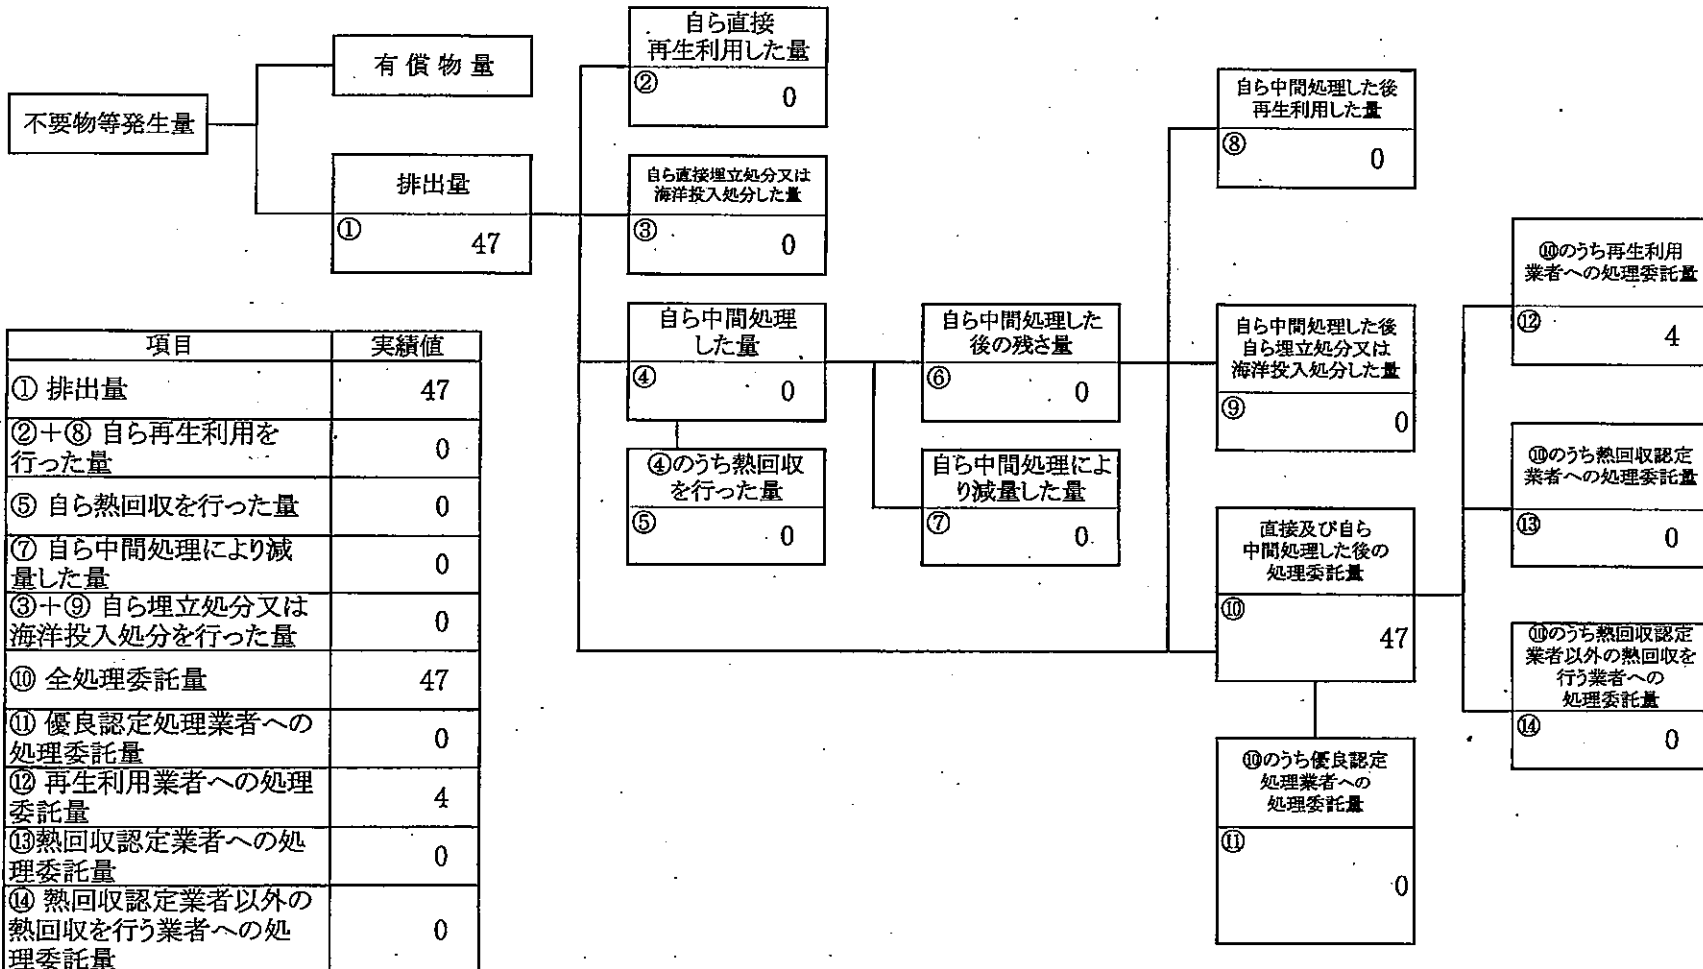 不要物等発生量
有償物量
排出量
①
47
自ら直接
再生利用した量
②
0
自ら直接埋立処分又は
海洋投入処分した量
③
0
自ら中間処理
した量
④
0
④のうち熱回収
を行った量
⑤
0
自ら中間処理した
後の残さ量
⑥
0
自ら中間処理によ
り減量した量
⑦
0
自ら中間処理した後
再生利用した量
⑧
0
自ら中間処理した後
自ら埋立処分又は
海洋投入処分した量
⑨
0
直接及び自ら
中間処理した後の
処理委託量
⑩
47
⑩のうち優良認定
処理業者への
処理委託量
⑪
0
⑩のうち再生利用
業者への処理委託量
⑫
4
⑩のうち熱回収認定
業者への処理委託量
⑬
0
⑩のうち熱回収認定
業者以外の熱回収を
行う業者への
処理委託量
⑭
0
項目 実績値
① 排出量 47
②+⑧ 自ら再生利用を
行った量 0
⑤ 自ら熱回収を行った量 0
⑦ 自ら中間処理により減
量した量 0
③+⑨ 自ら埋立処分又は
海洋投入処分を行った量 0
⑩ 全処理委託量 47
⑪ 優良認定処理業者への
処理委託量 0
⑫ 再生利用業者への処理
委託量 4
⑬熱回収認定業者への処
理委託量 0
⑭ 熱回収認定業者以外の
熱回収を行う業者への処
理委託量 0